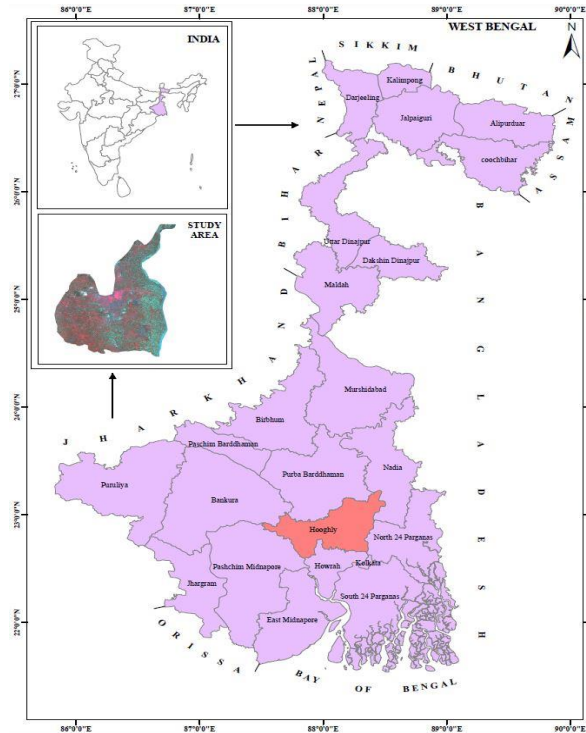 WEST BENGAL
N
INDIA
STUDY
AREA
SIKKIM
BHUTAN
NEPAL
ASSAM
BIHAR
BANGLADESH
JHARKHAND
ORISSA
BAY OF BENGAL
Kalimpong
Darjeeling
Jalpaiguri
Alipurduar
coochbihar
Uttar Dinajpur
Dakshin Dinajpur
Maldah
Murshidabad
Birbhum
Paschim Barddhaman
Purba Barddhaman
Nadia
Puruliya
Bankura
Hooghly
North 24 Parganas
Kolkata
Howrah
Pashchim Midnapore
Jhargram
South 24 Parganas
East Midnapore
27°0'0"N
26°0'0"N
25°0'0"N
24°0'0"N
23°0'0"N
86°0'0"E
87°0'0"E
88°0'0"E
89°0'0"E
90°0'0"E